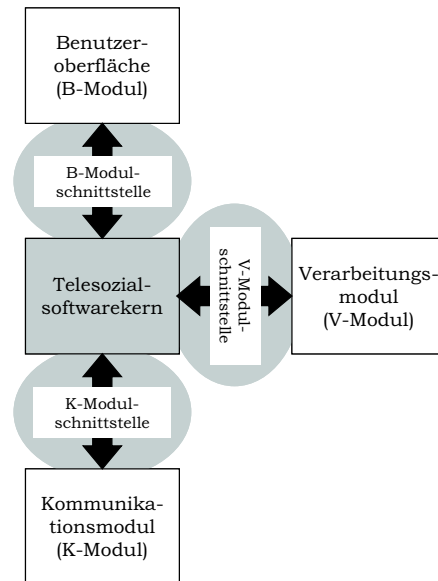 Benutzer-
oberfläche
(B-Modul)
B-Modul-
schnittstelle
Telesozial-
softwarekern
V-Modul-
schnittstelle
Verarbeitungs-
modul
(V-Modul)
K-Modul-
schnittstelle
Kommunika-
tionsmodul
(K-Modul)